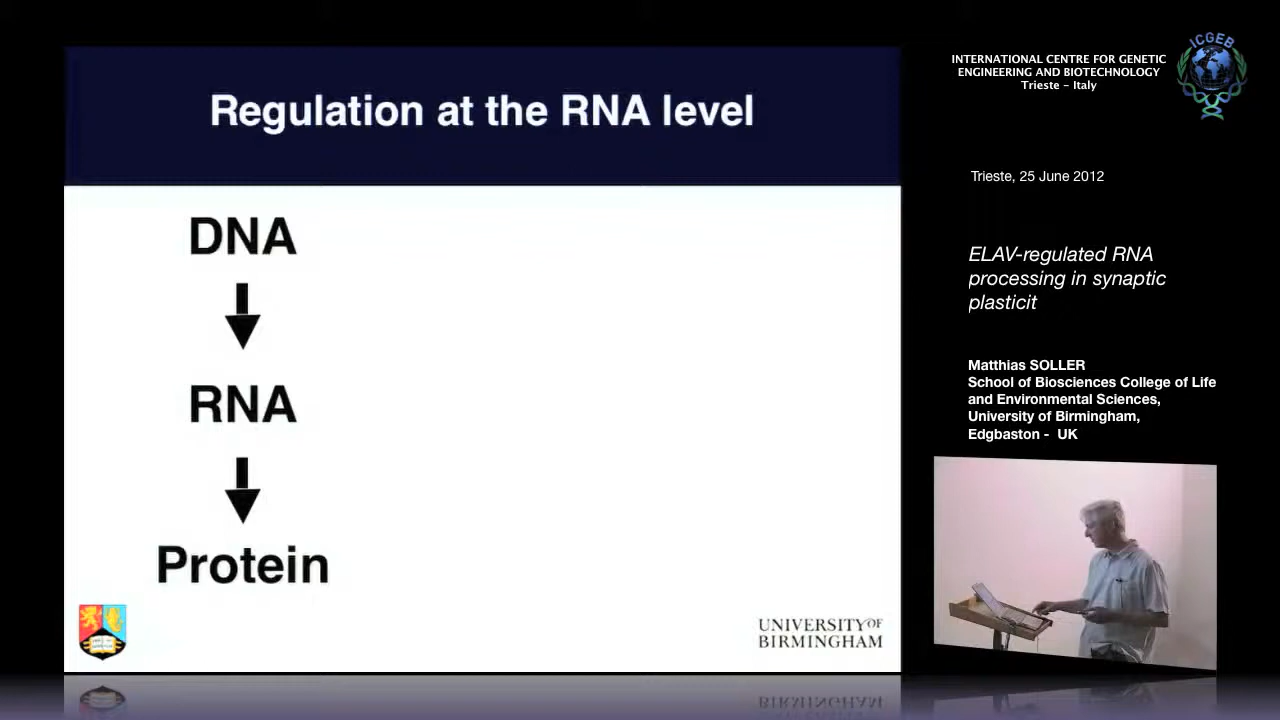 Regulation at the RNA level
DNA
RNA
Protein
UNIVERSITY OF
BIRMINGHAM
INTERNATIONAL CENTRE FOR GENETIC
ENGINEERING AND BIOTECHNOLOGY
Trieste - Italy
ICGEB
Trieste, 25 June 2012
ELAV-regulated RNA
processing in synaptic
plasticit
Matthias SOLLER
School of Biosciences College of Life
and Environmental Sciences,
University of Birmingham,
Edgbaston - UK